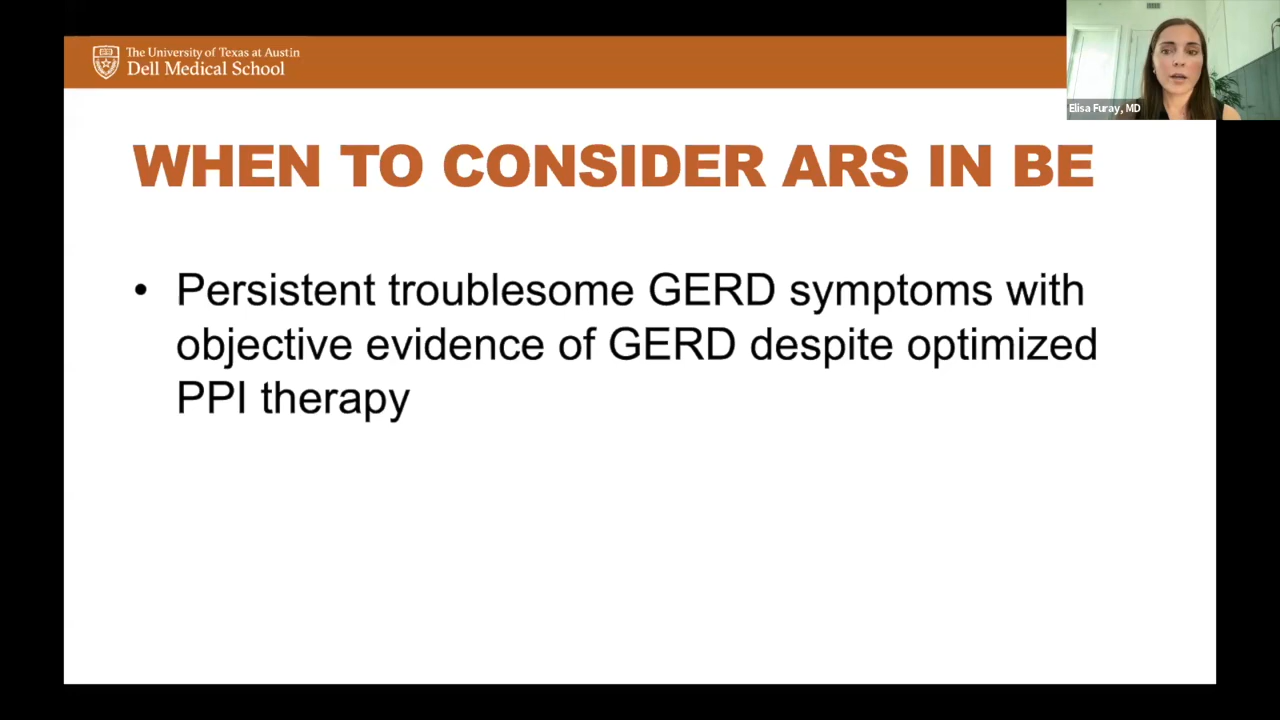 The University of Texas at Austin
Dell Medical School
Elisa Furay, MD
WHEN TO CONSIDER ARS IN BE
• Persistent troublesome GERD symptoms with
objective evidence of GERD despite optimized
PPI therapy